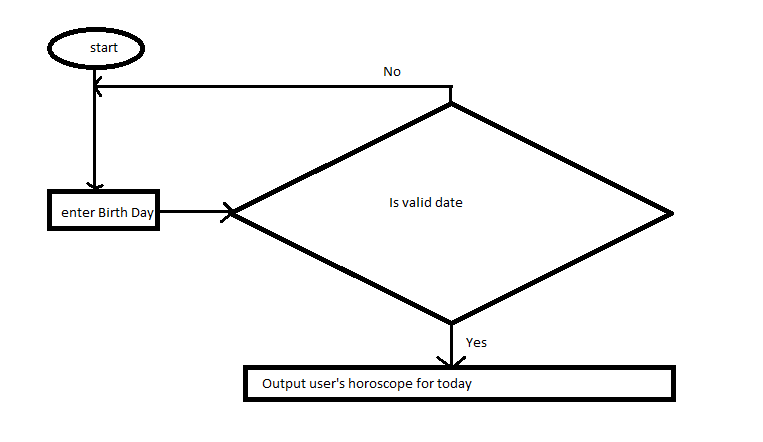 start
No
enter Birth Day
Is valid date
Yes
Output user's horoscope for today